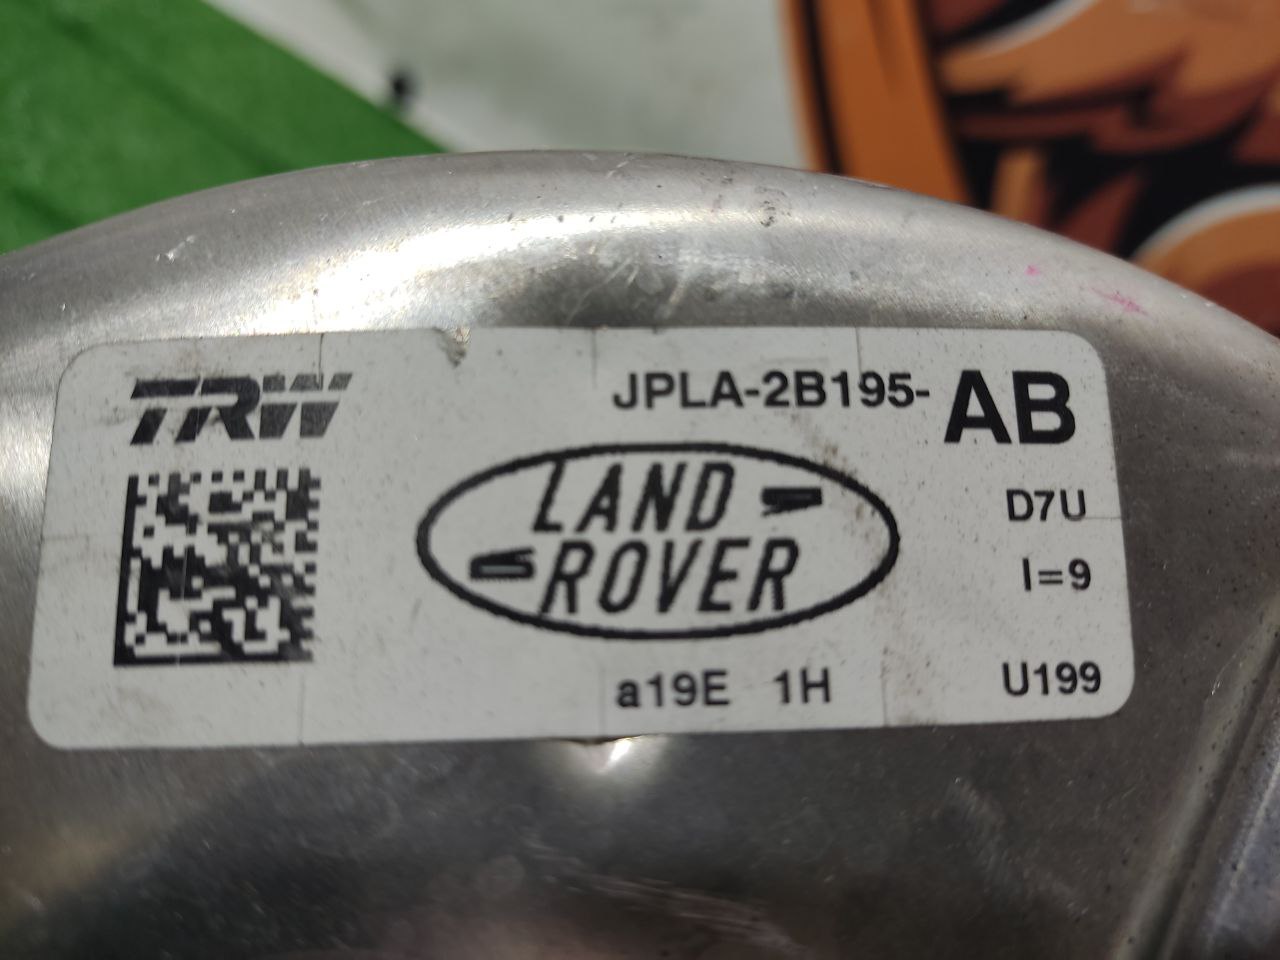 TRW
JPLA-2B195-AB
LAND
ROVER
D7U
I=9
a19E 1H
U199